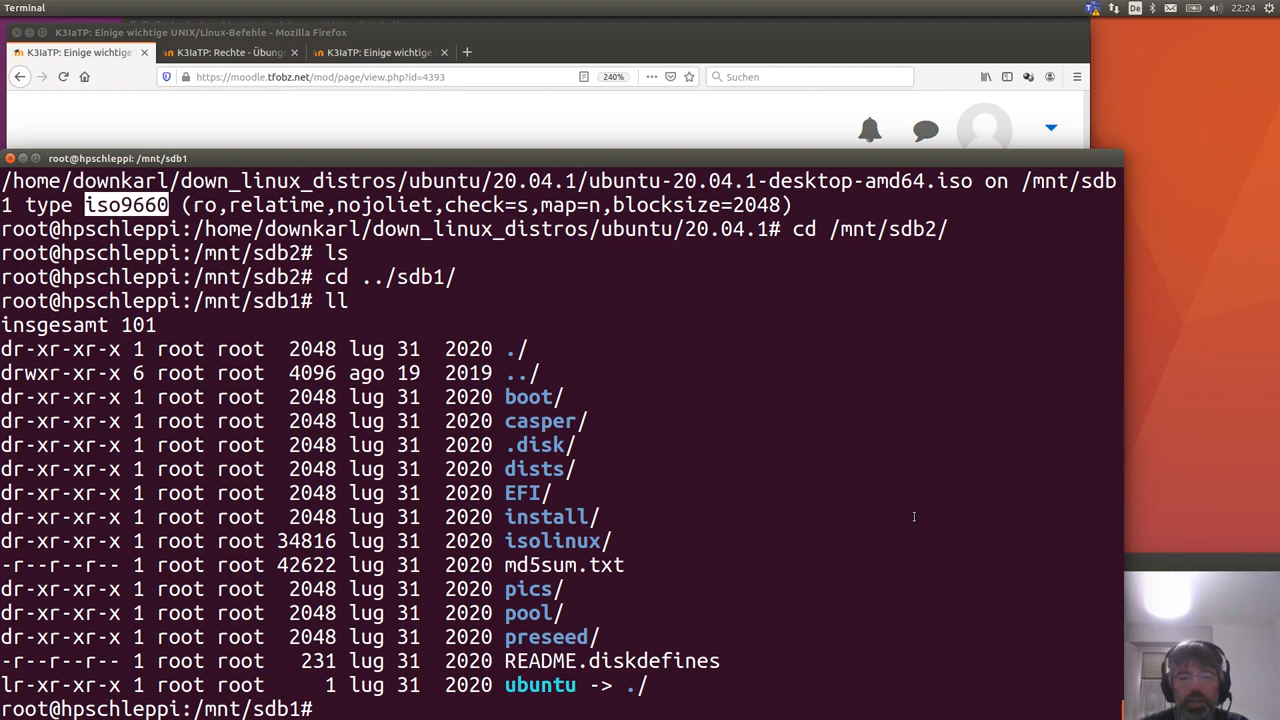 Terminal
De
22:24
K3IaTP: Einige wichtige UNIX/Linux-Befehle - Mozilla Firefox
K3IaTP: Einige wichtige
K3IaTP: Rechte - Übung
K3IaTP: Einige wichtige
https://moodle.tfobz.net/mod/page/view.php?id=4393
240%
Suchen
root@hpschleppi: /mnt/sdb1
/home/downkarl/down_linux_distros/ubuntu/20.04.1/ubuntu-20.04.1-desktop-amd64.iso on /mnt/sdb
1 type iso9660 (ro,relatime,nojoliet,check=s,map=n,blocksize=2048)
root@hpschleppi:/home/downkarl/down_linux_distros/ubuntu/20.04.1# cd /mnt/sdb2/
root@hpschleppi:/mnt/sdb2# ls
root@hpschleppi:/mnt/sdb2# cd ../sdb1/
root@hpschleppi:/mnt/sdb1# ll
insgesamt 101
dr-xr-xr-x 1 root root  2048 lug 31  2020 ./
drwxr-xr-x 6 root root  4096 ago 19  2019 ../
dr-xr-xr-x 1 root root  2048 lug 31  2020 boot/
dr-xr-xr-x 1 root root  2048 lug 31  2020 casper/
dr-xr-xr-x 1 root root  2048 lug 31  2020 .disk/
dr-xr-xr-x 1 root root  2048 lug 31  2020 dists/
dr-xr-xr-x 1 root root  2048 lug 31  2020 EFI/
dr-xr-xr-x 1 root root  2048 lug 31  2020 install/
dr-xr-xr-x 1 root root 34816 lug 31  2020 isolinux/
-r--r--r-- 1 root root 42622 lug 31  2020 md5sum.txt
dr-xr-xr-x 1 root root  2048 lug 31  2020 pics/
dr-xr-xr-x 1 root root  2048 lug 31  2020 pool/
dr-xr-xr-x 1 root root  2048 lug 31  2020 preseed/
-r--r--r-- 1 root root   231 lug 31  2020 README.diskdefines
lr-xr-xr-x 1 root root     1 lug 31  2020 ubuntu -> ./
root@hpschleppi:/mnt/sdb1#